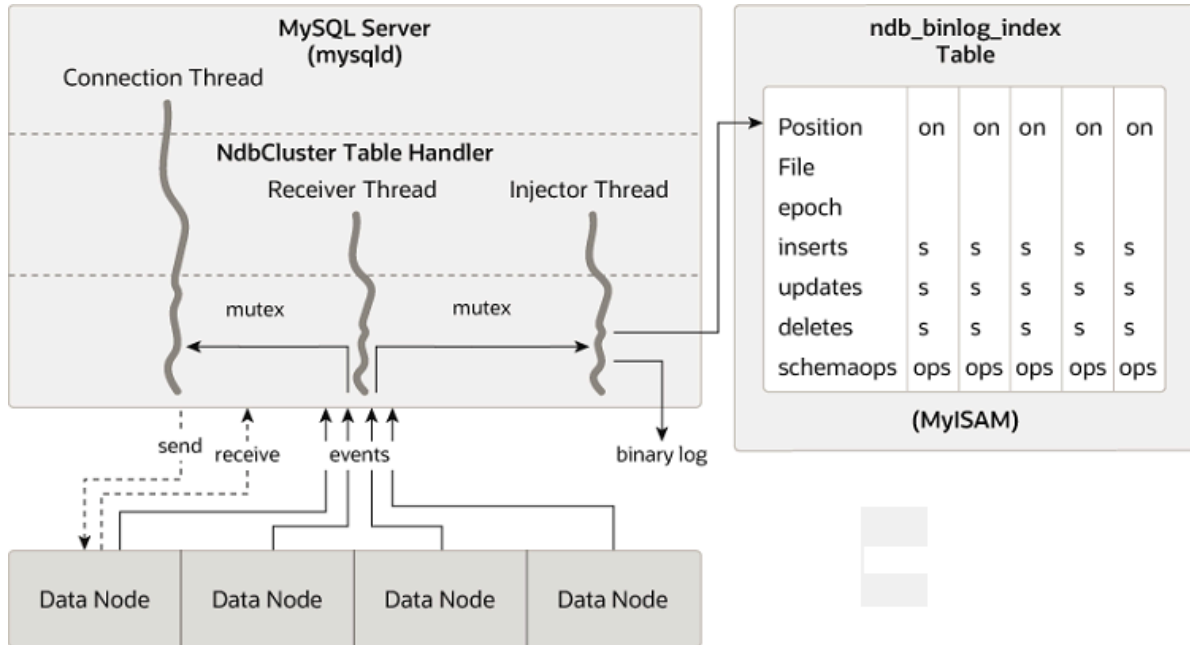 MySQL Server
(mysqld)
Connection Thread
NdbCluster Table Handler
Receiver Thread
Injector Thread
mutex
mutex
send
receive
events
binary log
Data Node
Data Node
Data Node
Data Node
ndb_binlog_index
Table
Position on on on on on
File
epoch
inserts s s s s s
updates s s s s s
deletes s s s s s
schemaops ops ops ops ops ops
(MyISAM)